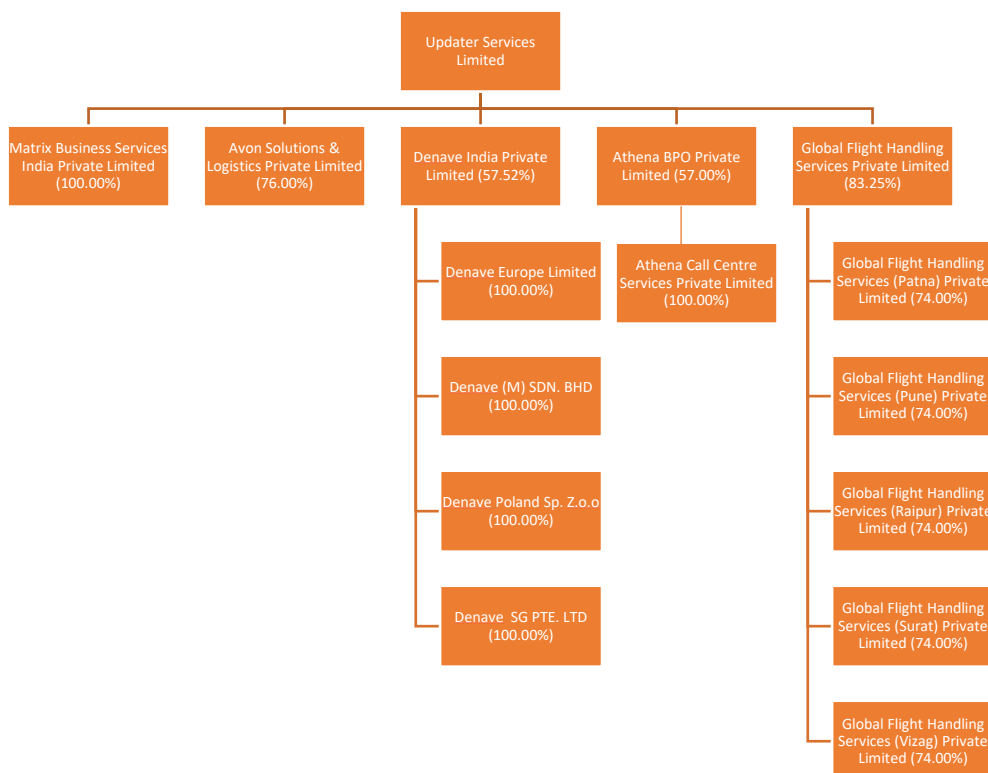 Updater Services
Limited
Matrix Business Services
India Private Limited
(100.00%)
Avon Solutions &
Logistics Private Limited
(76.00%)
Denave India Private
Limited (57.52%)
Athena BPO Private
Limited (57.00%)
Global Flight Handling
Services Private Limited
(83.25%)
Denave Europe Limited
(100.00%)
Denave (M) SDN. BHD
(100.00%)
Denave Poland Sp. Z.o.o
(100.00%)
Denave SG PTE. LTD
(100.00%)
Athena Call Centre
Services Private Limited
(100.00%)
Global Flight Handling
Services (Patna) Private
Limited (74.00%)
Global Flight Handling
Services (Pune) Private
Limited (74.00%)
Global Flight Handling
Services (Raipur) Private
Limited (74.00%)
Global Flight Handling
Services (Surat) Private
Limited (74.00%)
Global Flight Handling
Services (Vizag) Private
Limited (74.00%)